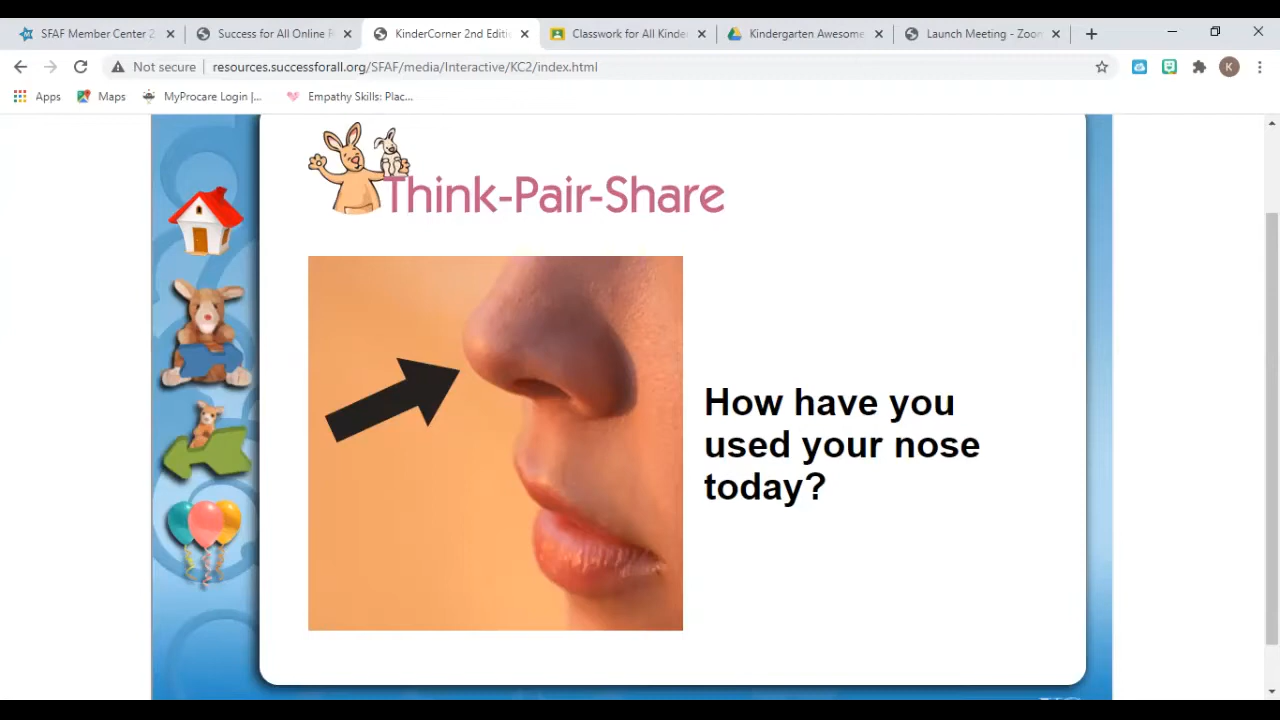 SFAF Member Center 2
Success for All Online R
KinderCorner 2nd Editi
Classwork for All Kinde
Kindergarten Awesome
Launch Meeting - Zoo
Not secure
resources.successforall.org/SFAF/media/Interactive/KC2/index.html
K
Apps
Maps
MyProcare Login |...
Empathy Skills: Plac...
Think-Pair-Share
How have you
used your nose
today?